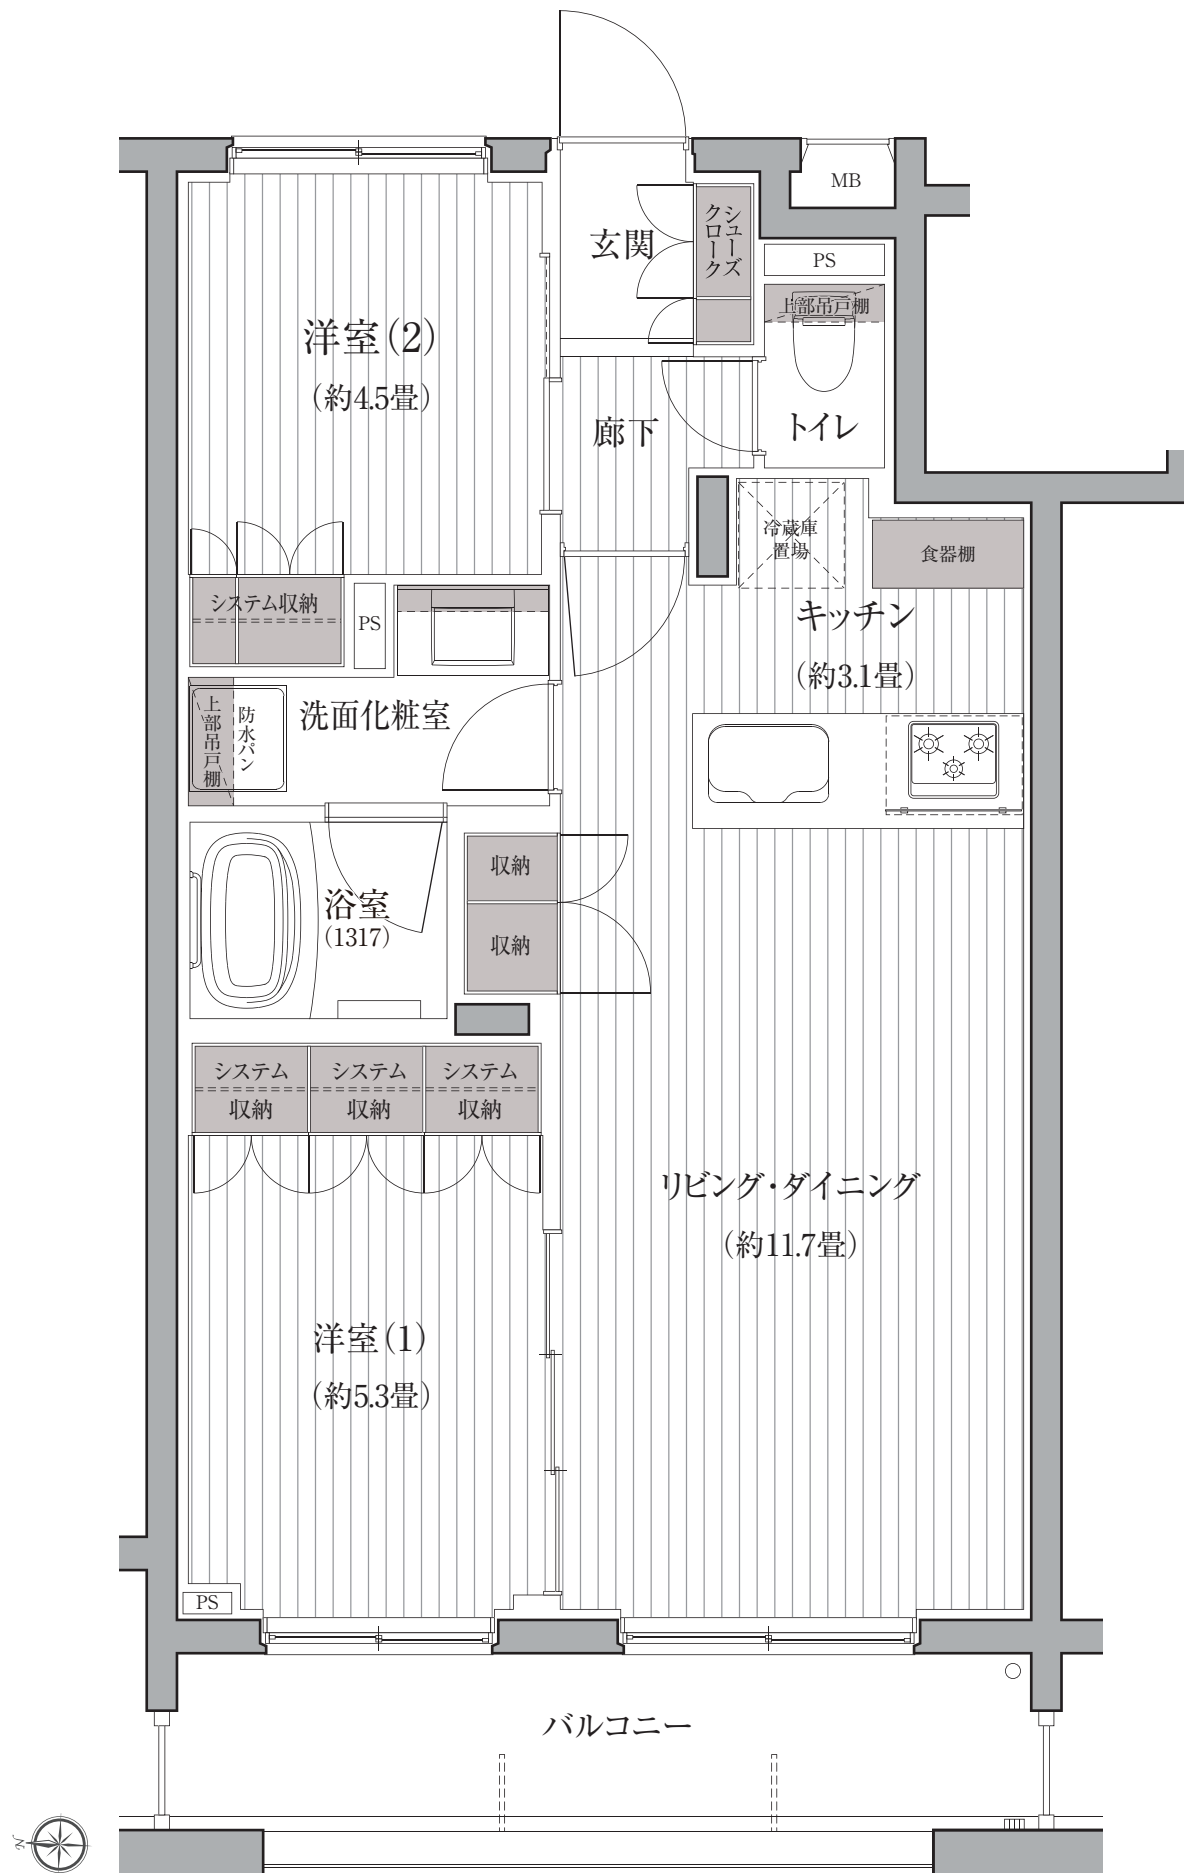 MB
シューズ
クローク
玄関
PS
上部吊戸棚
洋室(2)
(約4.5畳)
廊下
トイレ
冷蔵庫
置場
食器棚
システム収納
PS
キッチン
(約3.1畳)
上部吊戸棚
防水パン
洗面化粧室
収納
浴室
(1317)
収納
システム
収納
システム
収納
システム
収納
リビング・ダイニング
(約11.7畳)
洋室(1)
(約5.3畳)
PS
バルコニー
N